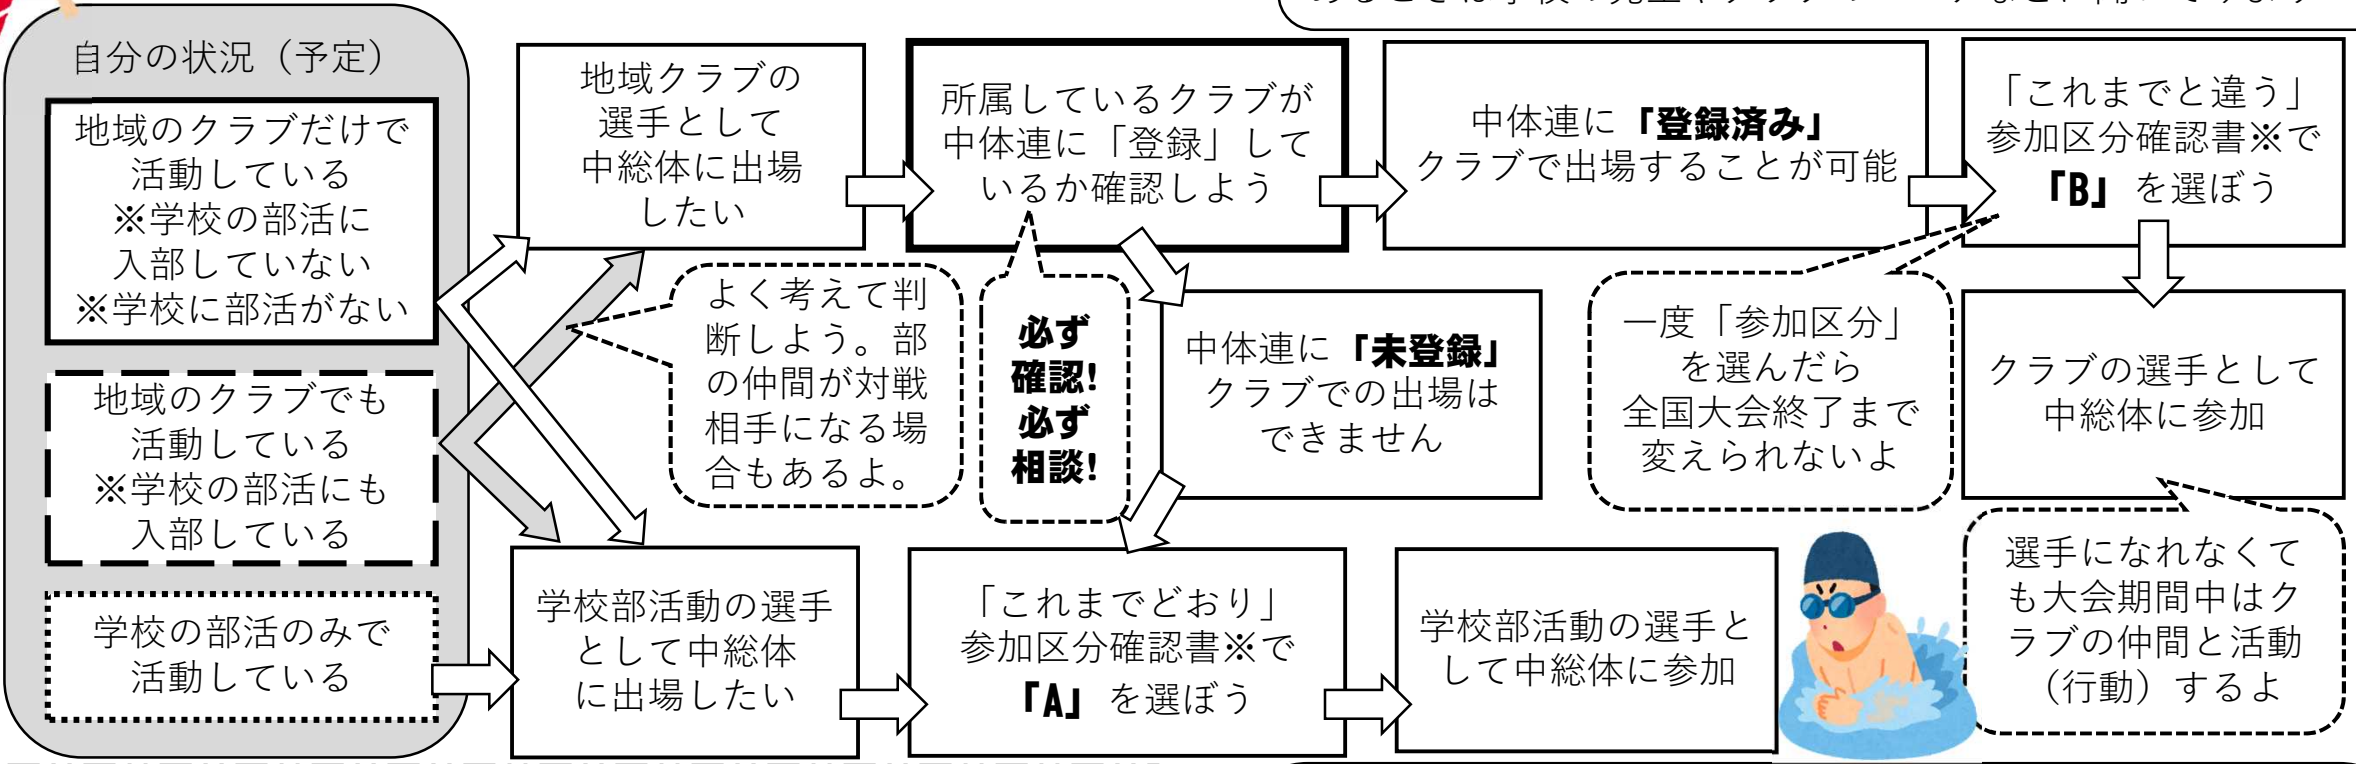 自分の状況（予定）
地域のクラブだけで
活動している
※学校の部活に
入部していない
※学校に部活がない
地域のクラブでも
活動している
※学校の部活にも
入部している
学校の部活のみで
活動している
地域クラブの
選手として
中総体に出場
したい
所属しているクラブが
中体連に「登録」して
いるか確認しよう
中体連に「登録済み」
クラブで出場することが可能
「これまでと違う」
参加区分確認書※で
「B」を選ぼう
よく考えて判
断しよう。部
の仲間が対戦
相手になる場
合もあるよ。
必ず
確認!
必ず
相談!
中体連に「未登録」
クラブでの出場は
できません
一度「参加区分」
を選んだら
全国大会終了まで
変えられないよ
クラブの選手として
中総体に参加
学校部活動の選手
として中総体
に出場したい
「これまでどおり」
参加区分確認書※で
「A」を選ぼう
学校部活動の選手と
して中総体に参加
選手になれなくて
も大会期間中はク
ラブの仲間と活動
（行動）するよ